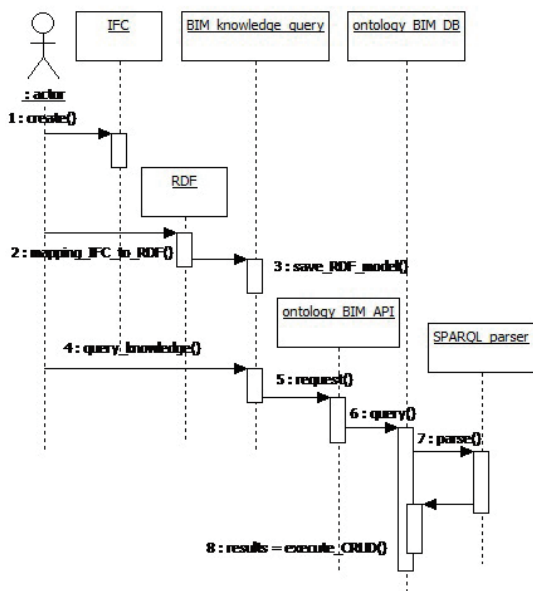 IFC
BIM_knowledge_query
ontology_BIM_DB
: actor
1 : create()
RDF
2 : mapping_IFC_to_RDF()
3 : save_RDF_model()
ontology_BIM_API
SPARQL_parser
4 : query_knowledge()
5 : request()
6 : query()
7 : parse()
8 : results = execute_CRUD()